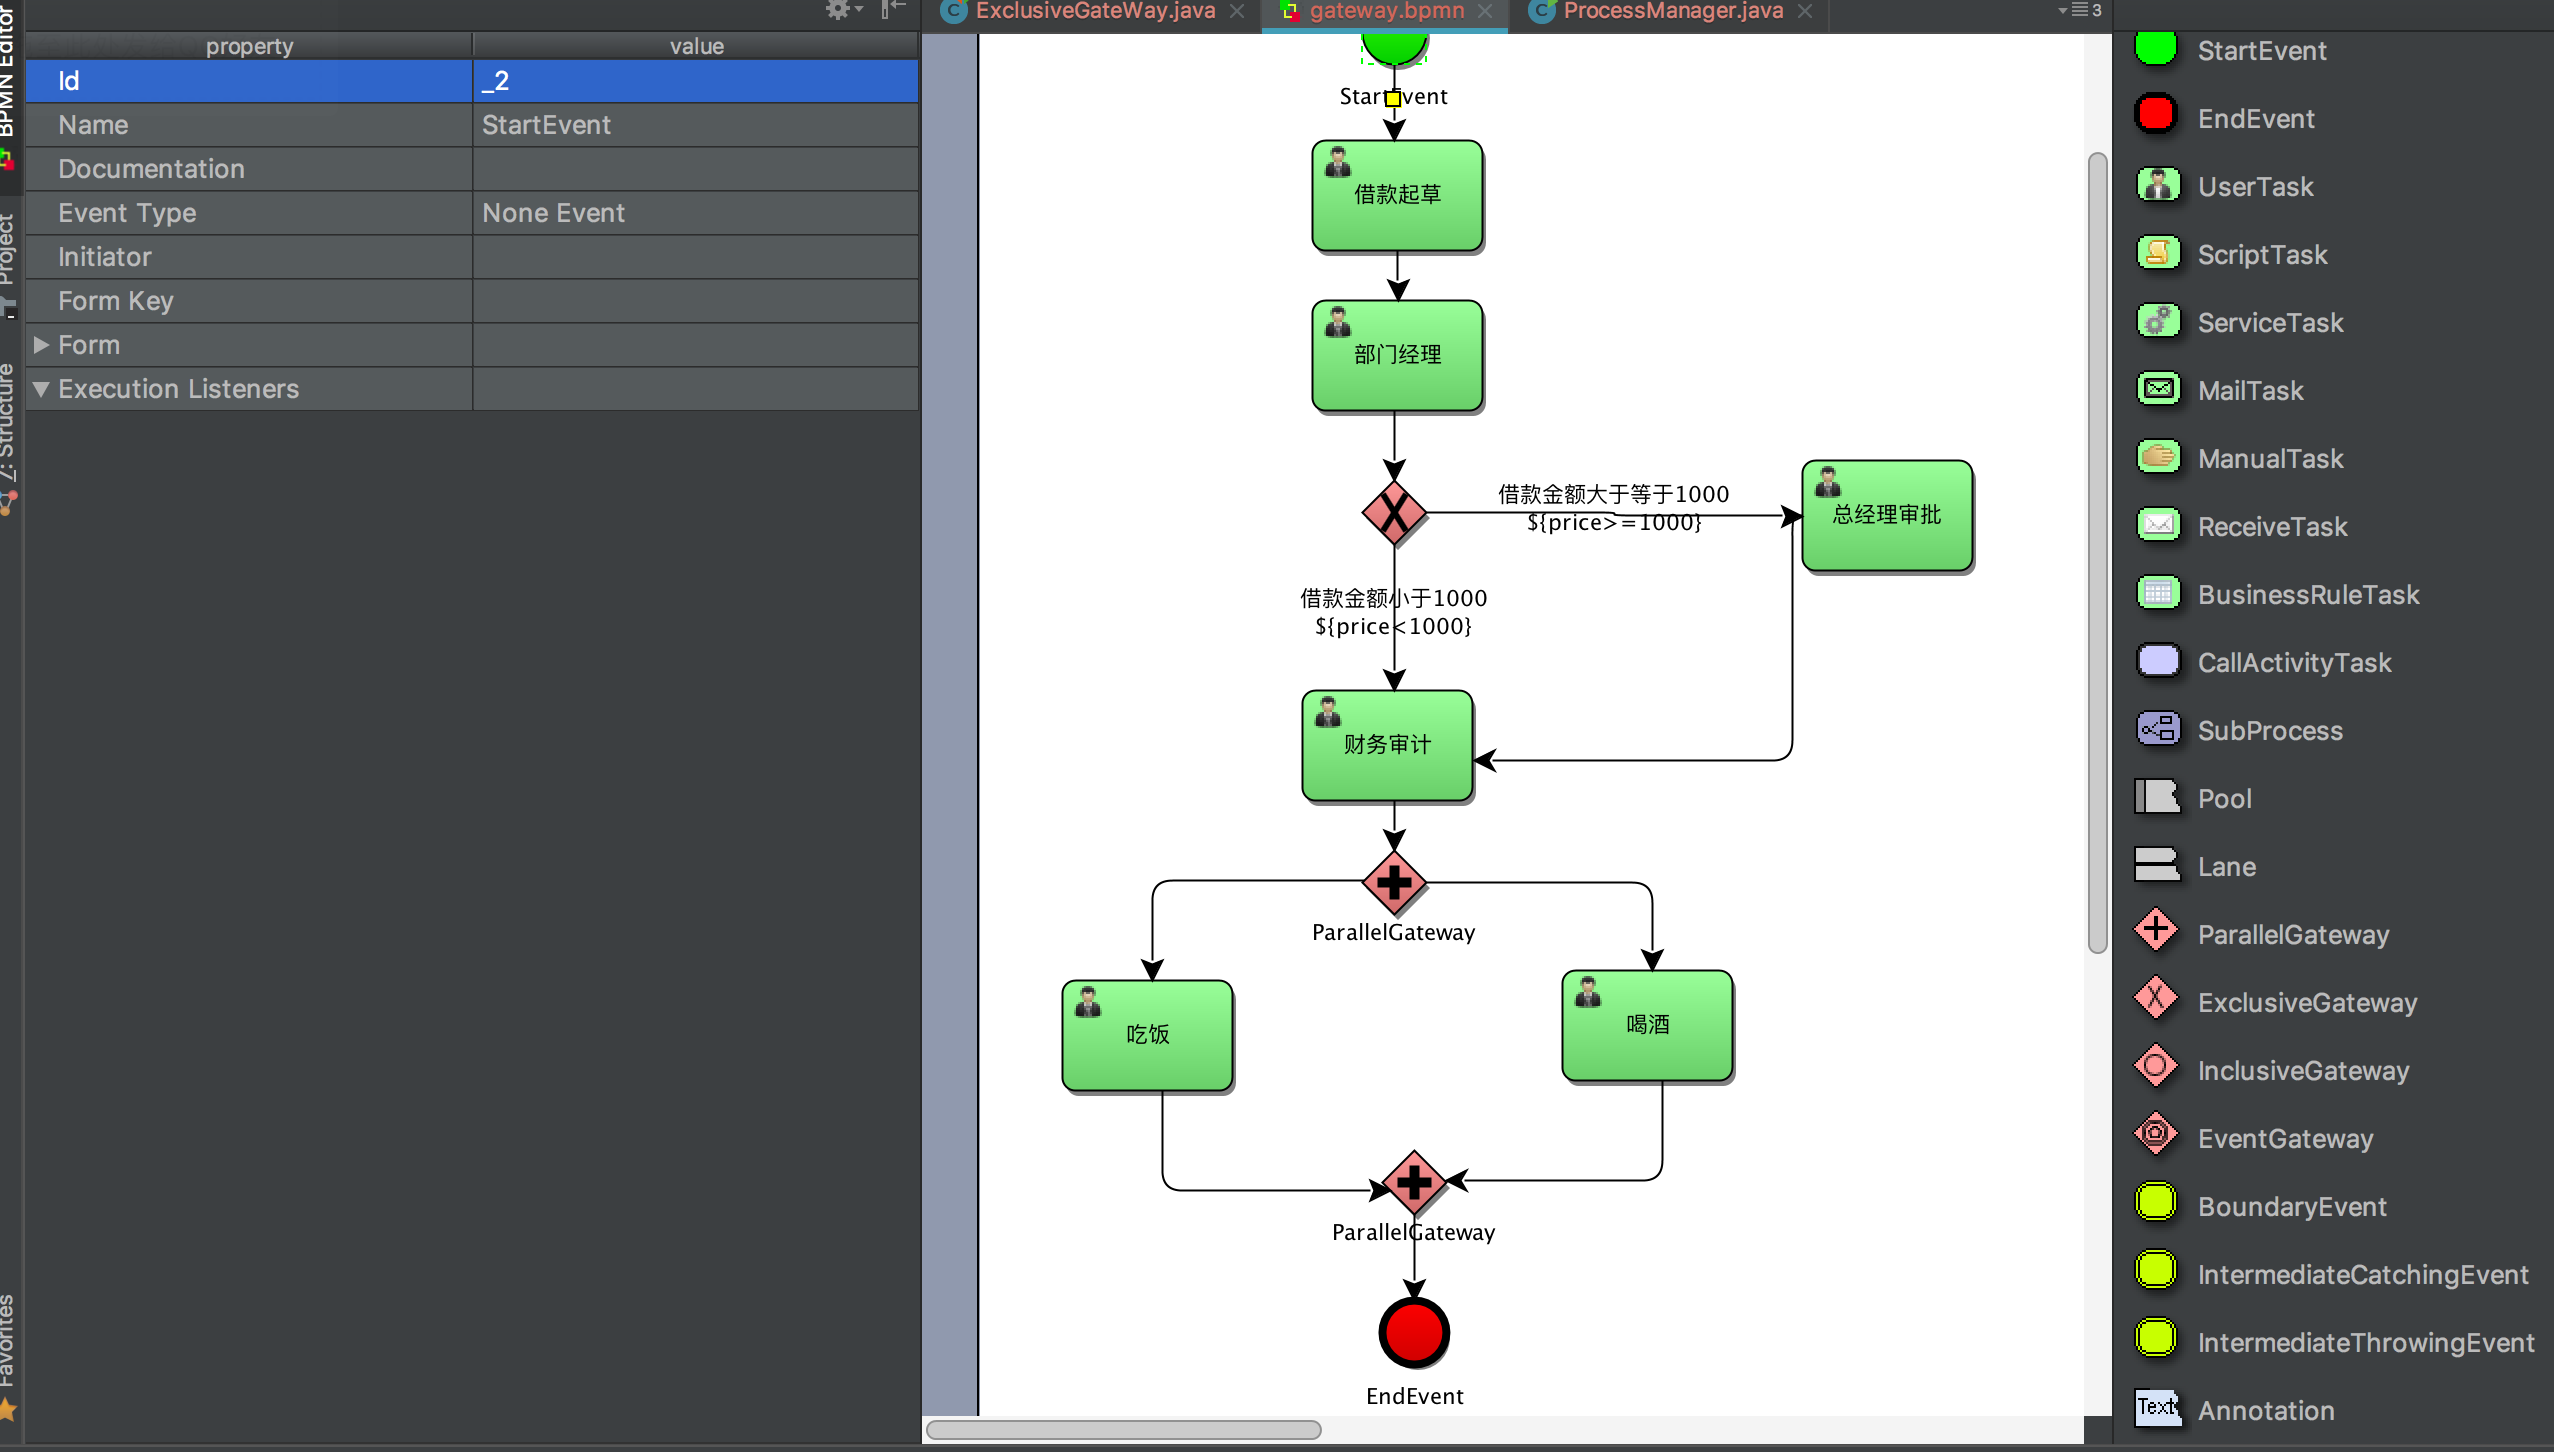 BPMN Editor
Project
Z: Structure
Favorites
property value
Id _2
Name StartEvent
Documentation
Event Type None Event
Initiator
Form Key
Form
Execution Listeners
ExclusiveGateWay.java
gateway.bpmn
ProcessManager.java
3
借款起草
部门经理
借款金额大于等于1000
${price>=1000}
总经理审批
借款金额小于1000
${price<1000}
财务审计
ParallelGateway
吃饭
喝酒
ParallelGateway
EndEvent
StartEvent
EndEvent
UserTask
ScriptTask
ServiceTask
MailTask
ManualTask
ReceiveTask
BusinessRuleTask
CallActivityTask
SubProcess
Pool
Lane
ParallelGateway
ExclusiveGateway
InclusiveGateway
EventGateway
BoundaryEvent
IntermediateCatchingEvent
IntermediateThrowingEvent
Annotation